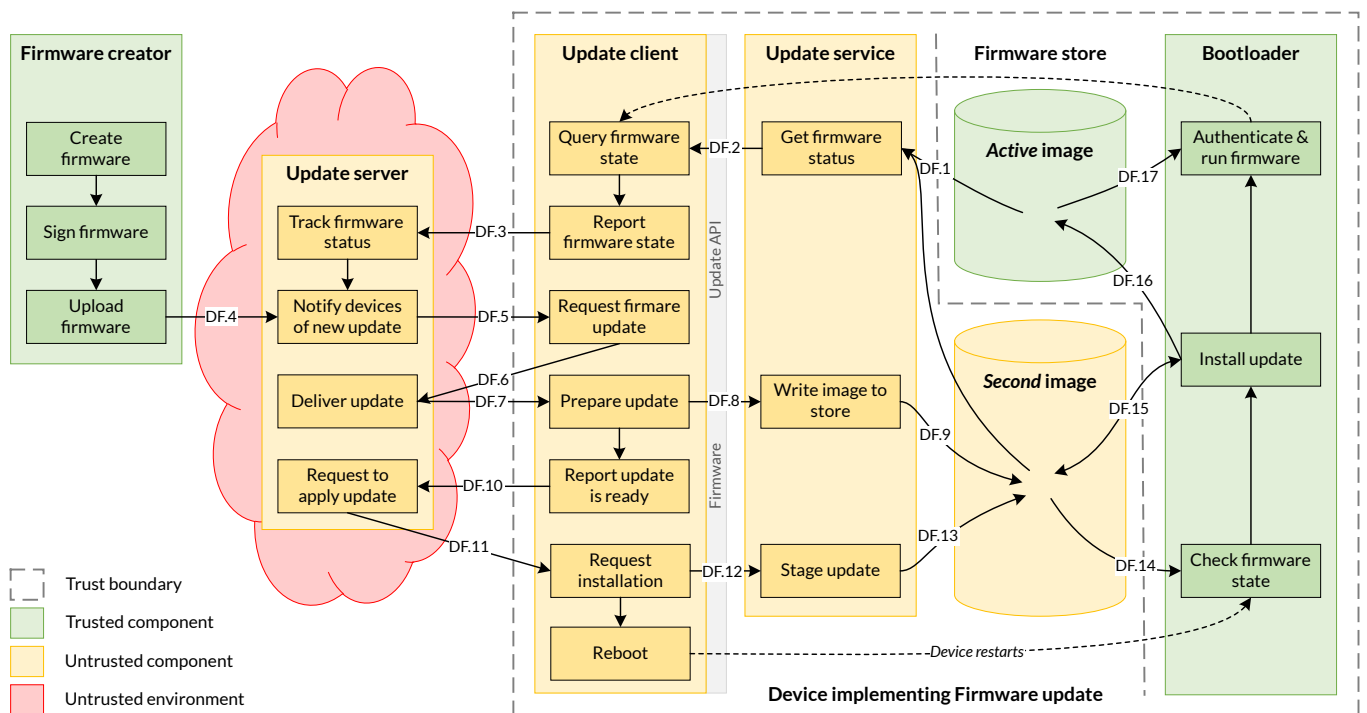 Firmware creator
Create
firmware
Sign firmware
Upload
firmware
DF.4
Update server
Track firmware
status
Notify devices
of new update
Deliver update
Request to
apply update
DF.3
DF.5
DF.6
DF.7
DF.10
DF.11
Update client
Query firmware
state
Report
firmware state
Request firmare
update
Prepare update
Report update
is ready
Request
installation
Reboot
Firmware
Update API
DF.2
DF.8
DF.12
Update service
Get firmware
status
Write image to
store
Stage update
DF.1
DF.9
DF.13
Firmware store
Active image
Second image
DF.17
DF.16
DF.15
DF.14
Bootloader
Authenticate &
run firmware
Install update
Check firmware
state
Device restarts
Device implementing Firmware update
Trust boundary
Trusted component
Untrusted component
Untrusted environment